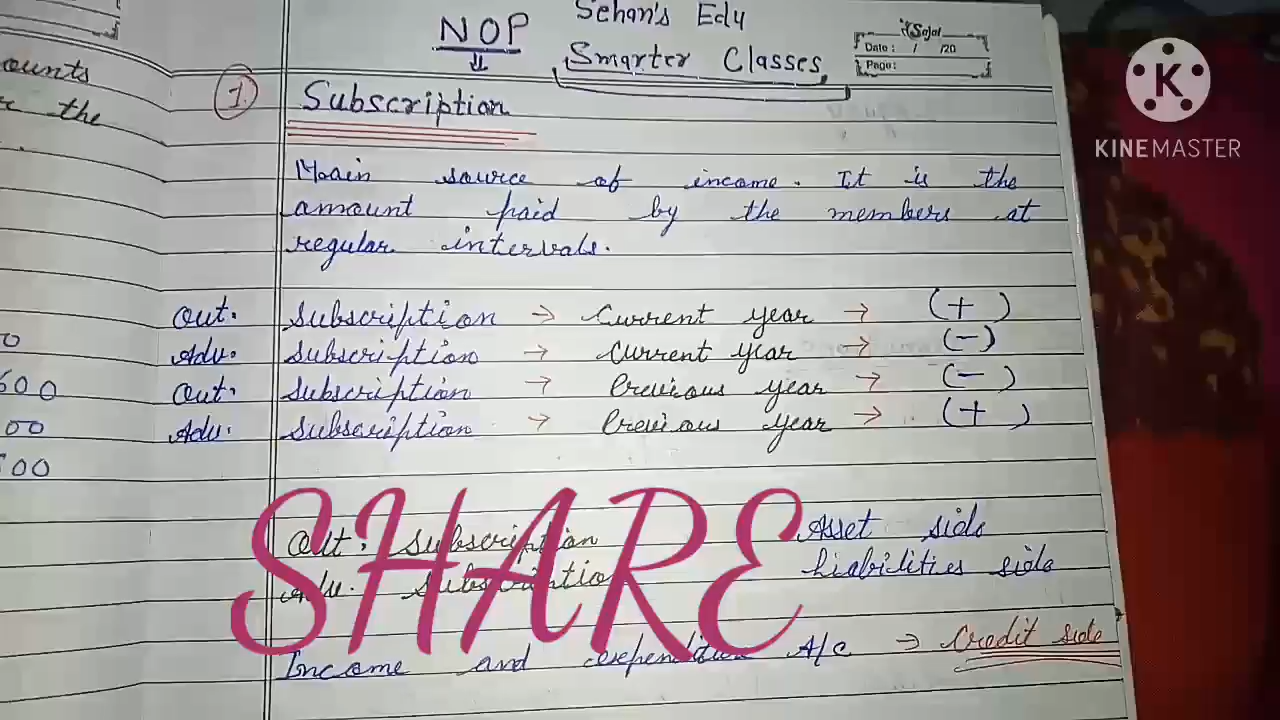 NOP
Sehan's Edu
Smarter Classes
Sajal
Date : / /20
Page:
K
KINEMASTER
ounts
the
1.
Subscription
Main source of income. It is the
amount paid by the members at
regular intervals.
Out. Subscription → Current year → (+)
Adv. Subscription → Current year → (-)
Out. Subscription → Previous year → (-)
Adv. Subscription → Previous year → (+)
0
600
00
500
SHARE
Out. Subscription Asset side
Adv. Subscription Liabilities side
Income and expenditure A/c → Credit side